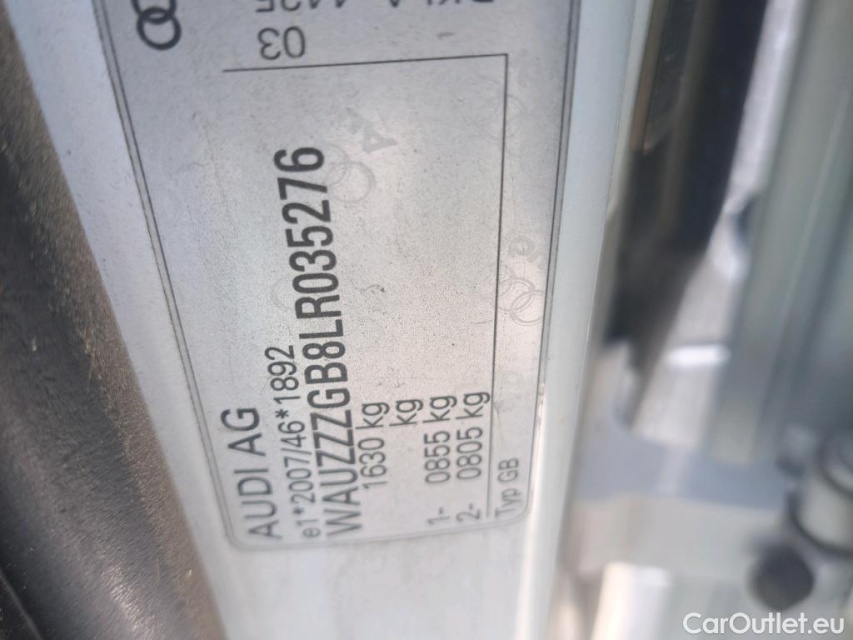 AUDI AG
e1*2007/46*1892
WAUZZZGB8LR035276
1630 kg
kg
1- 0855 kg
2- 0805 kg
Typ GB
03
CarOutlet.eu